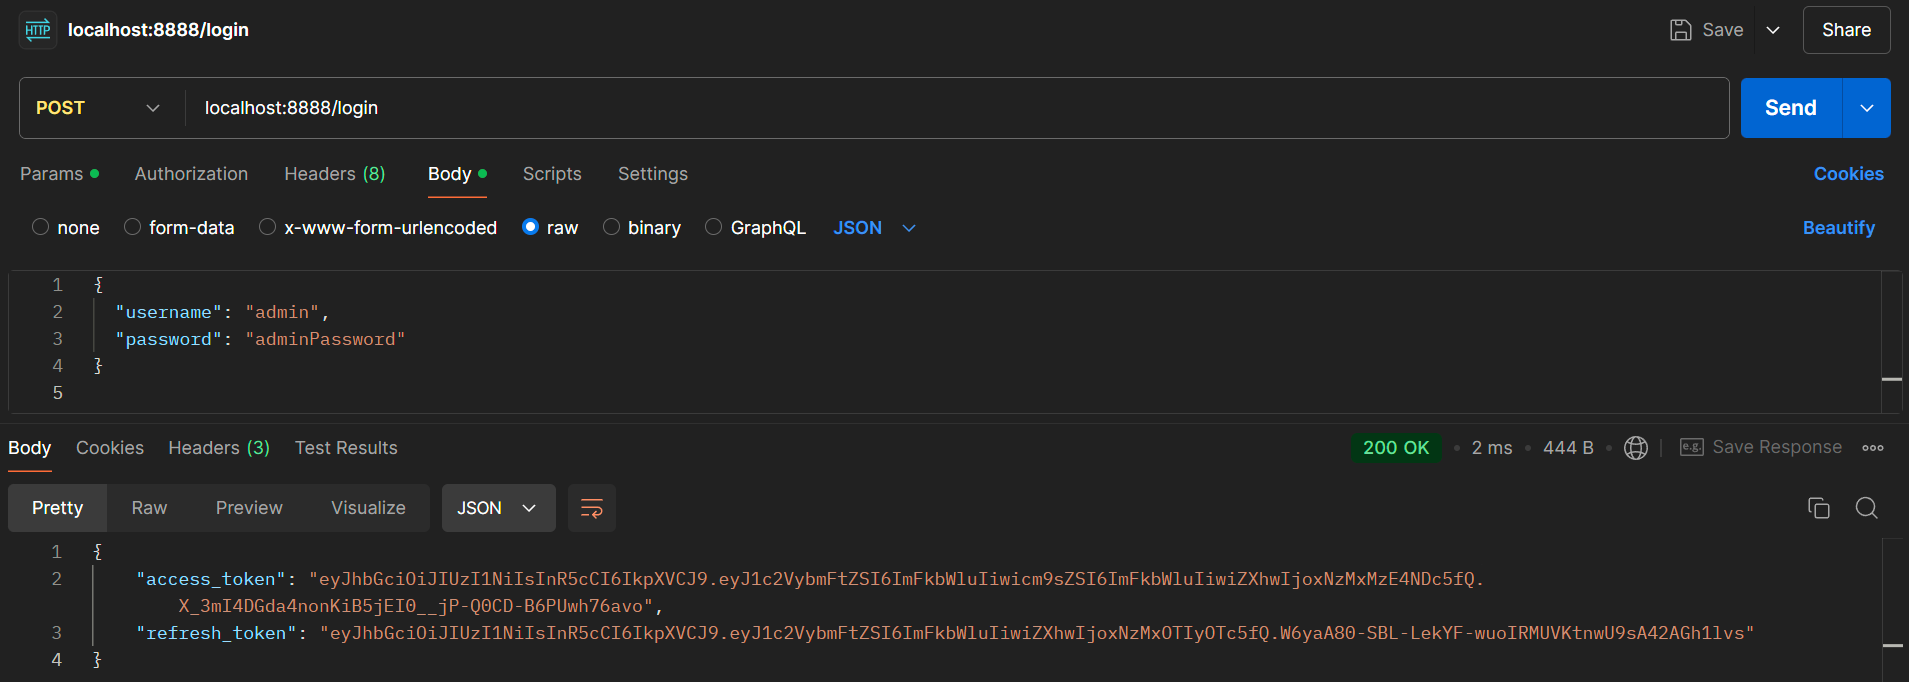 HTTP localhost:8888/login Save Share
POST localhost:8888/login Send
Params Authorization Headers (8) Body Scripts Settings Cookies
none form-data x-www-form-urlencoded raw binary GraphQL JSON Beautify
1 {
2 "username": "admin",
3 "password": "adminPassword"
4 }
5
Body Cookies Headers (3) Test Results 200 OK • 2 ms • 444 B • e.g. Save Response
Pretty Raw Preview Visualize JSON
1 {
2 "access_token": "eyJhbGciOiJIUzI1NiIsInR5cCI6IkpXVCJ9.eyJ1c2VybmFtZSI6ImFkbWluIiwicm9sZSI6ImFkbWluIiwiZXhwIjoxNzMxMzE4NDc5fQ.
X_3mI4DGda4nonKiB5jEI0__jP-Q0CD-B6PUwh76avo",
3 "refresh_token": "eyJhbGciOiJIUzI1NiIsInR5cCI6IkpXVCJ9.eyJ1c2VybmFtZSI6ImFkbWluIiwiZXhwIjoxNzMxOTIyOTc5fQ.W6yaA80-SBL-LekYF-wuoIRMUVKtnwU9sA42AGh1lvs"
4 }